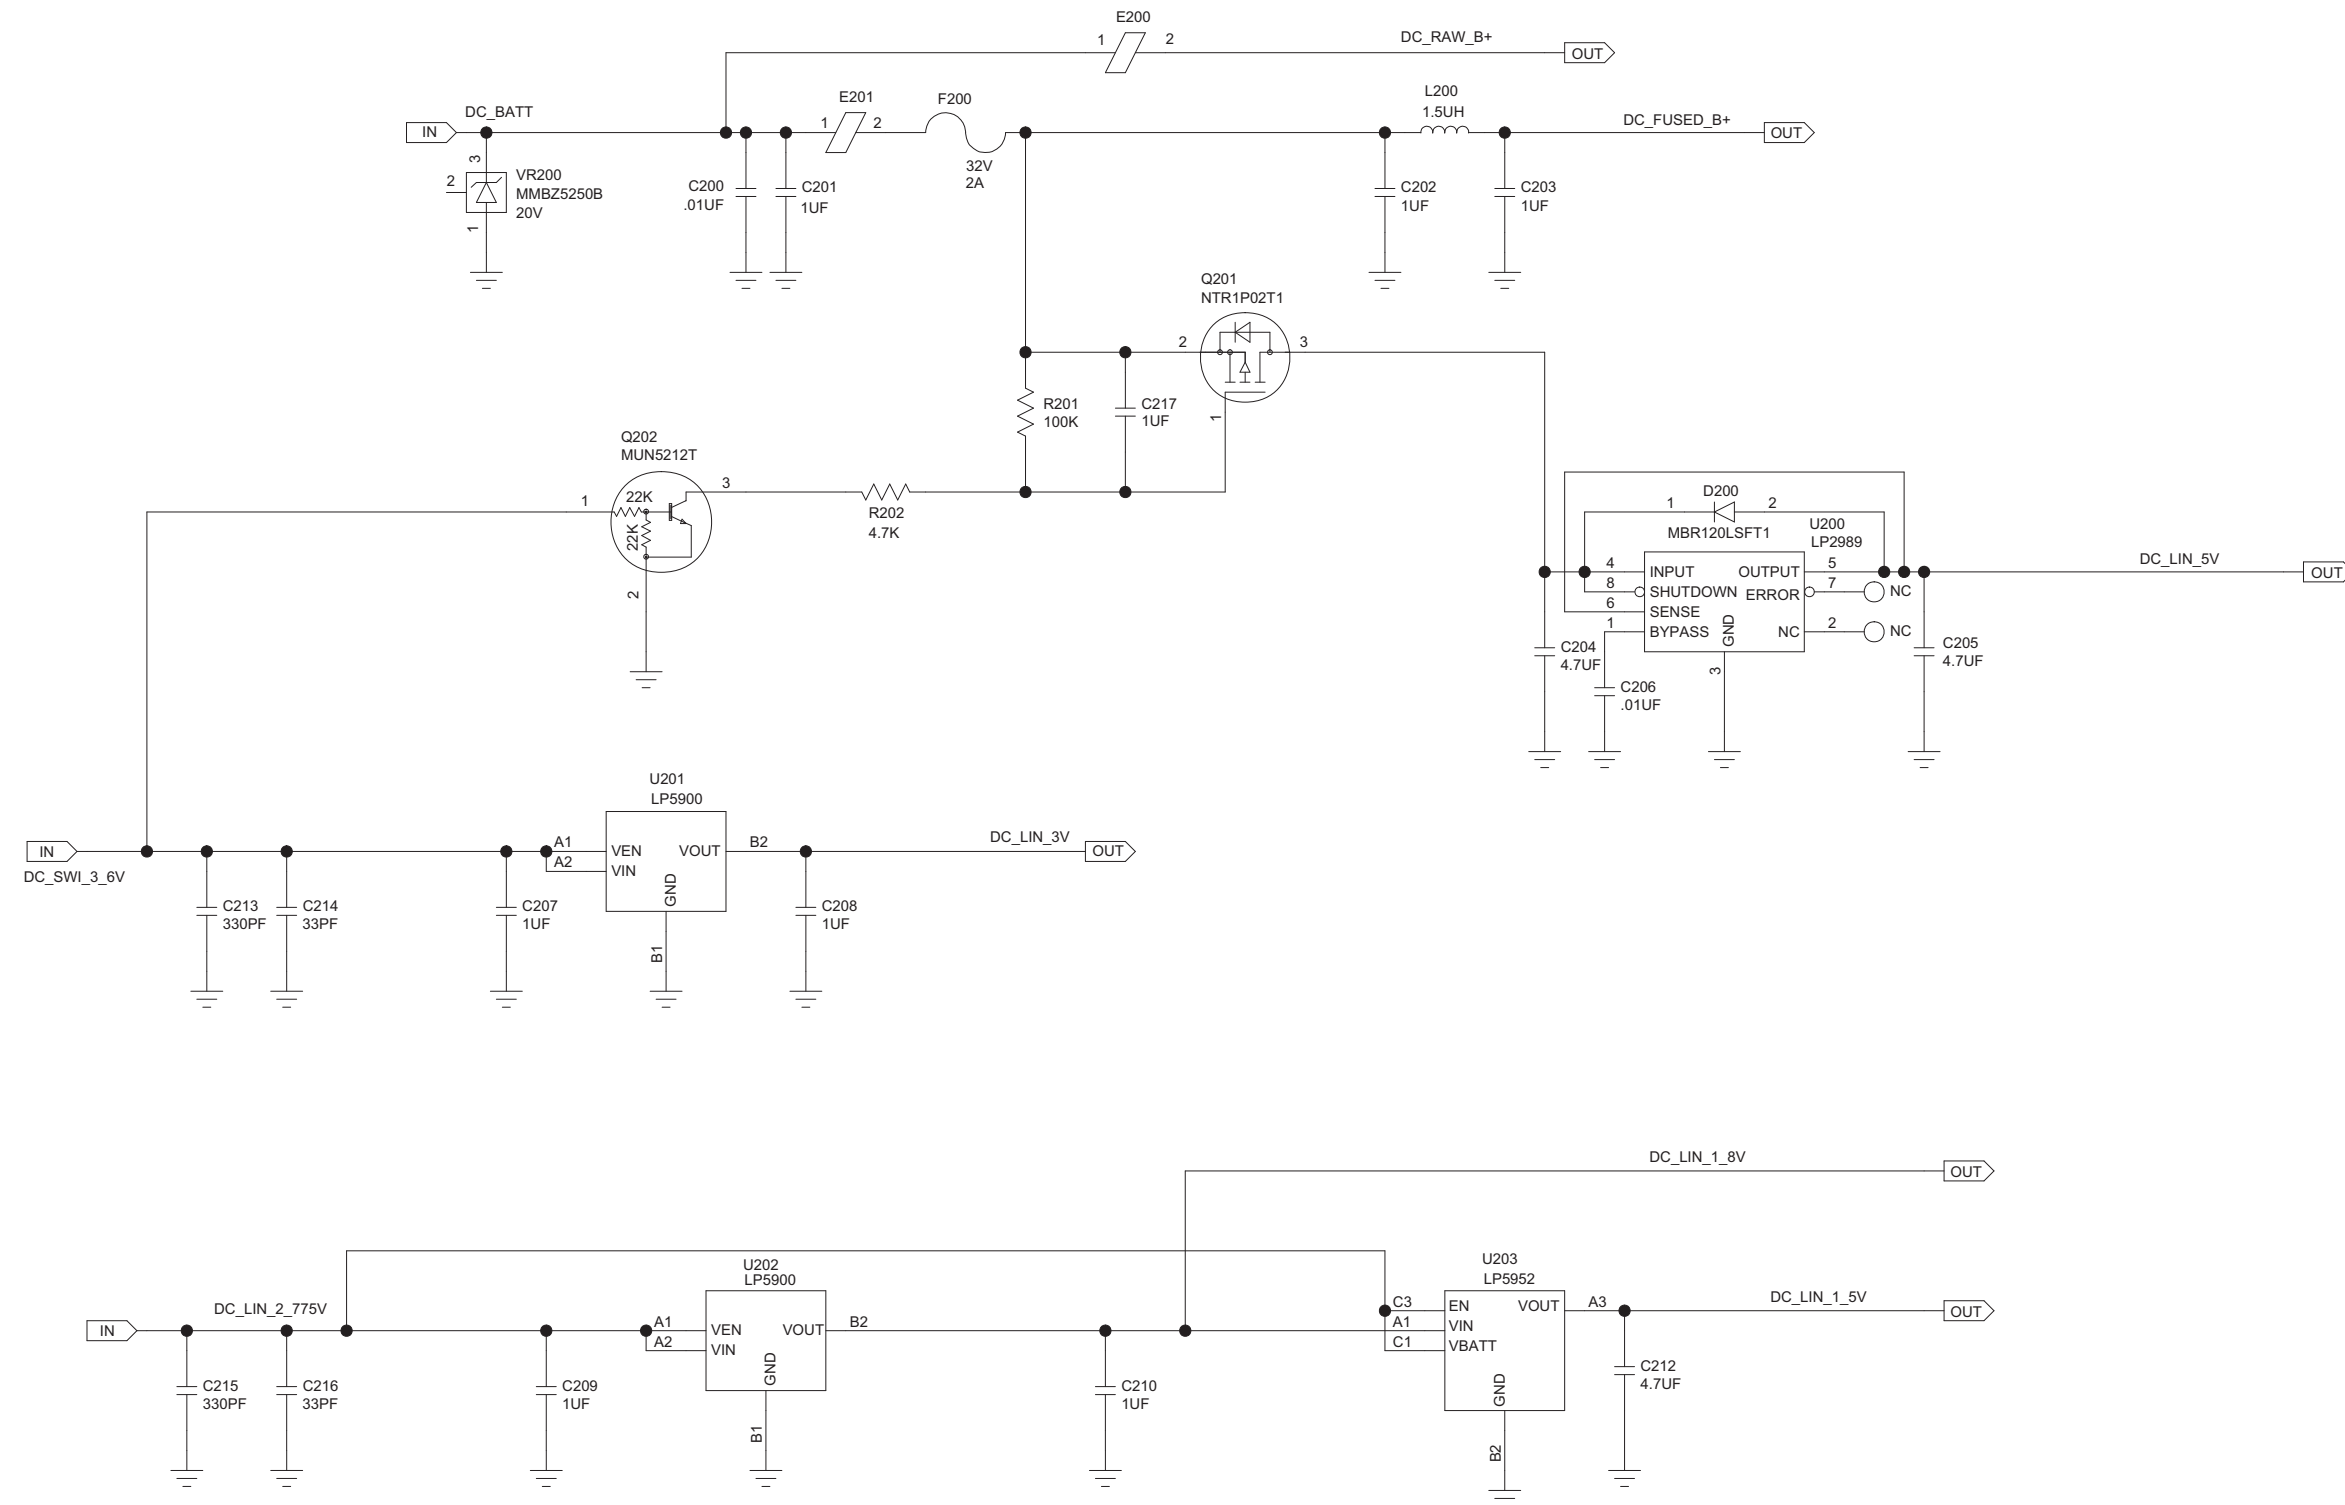 E200
1
2
DC_RAW_B+
OUT
DC_BATT
IN
E201
1
2
F200
32V
2A
L200
1.5UH
DC_FUSED_B+
OUT
3
2
VR200
MMBZ5250B
20V
1
C200
.01UF
C201
1UF
C202
1UF
C203
1UF
Q201
NTR1P02T1
2
3
1
R201
100K
C217
1UF
Q202
MUN5212T
1
22K
22K
3
2
R202
4.7K
D200
1
2
MBR120LSFT1
U200
LP2989
4
INPUT
OUTPUT
5
8
SHUTDOWN
ERROR
7
NC
6
SENSE
1
BYPASS
GND
NC
2
NC
3
DC_LIN_5V
OUT
C204
4.7UF
C206
.01UF
C205
4.7UF
U201
LP5900
IN
DC_SWI_3_6V
A1
A2
VEN
VIN
VOUT
GND
B2
B1
DC_LIN_3V
OUT
C213
330PF
C214
33PF
C207
1UF
C208
1UF
DC_LIN_1_8V
OUT
U202
LP5900
IN
DC_LIN_2_775V
A1
A2
VEN
VIN
VOUT
GND
B2
B1
C215
330PF
C216
33PF
C209
1UF
C210
1UF
U203
LP5952
C3
A1
C1
EN
VIN
VBATT
VOUT
GND
A3
B2
DC_LIN_1_5V
OUT
C212
4.7UF